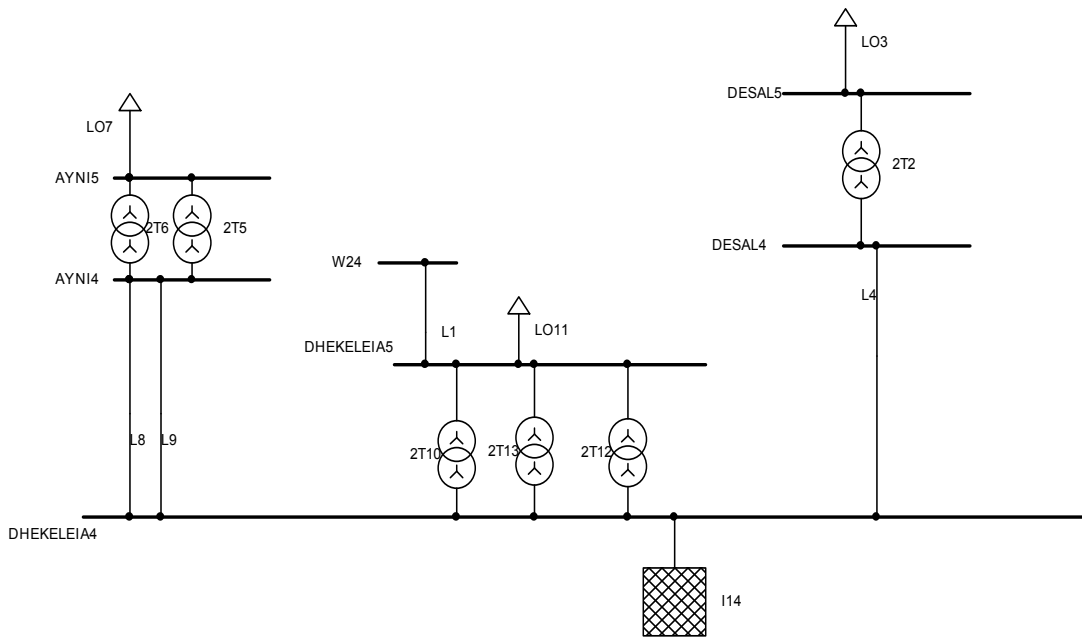 LO3
DESAL5
LO7
2T2
AYNI5
2T6
2T5
DESAL4
W24
AYNI4
L4
L1
LO11
DHEKELEIA5
L8
L9
2T10
2T13
2T12
DHEKELEIA4
I14